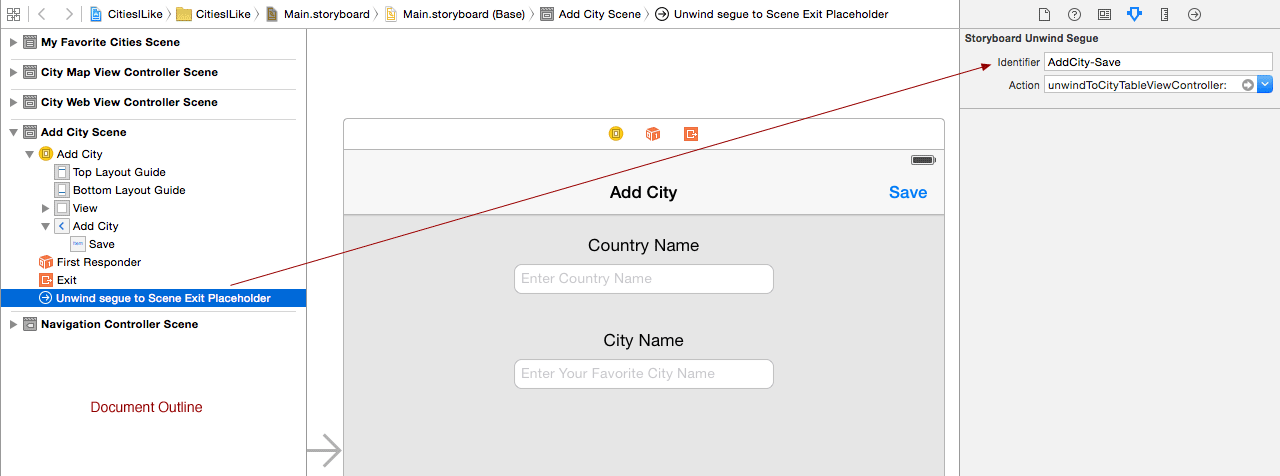 CitiesILike
CitiesILike
Main.storyboard
Main.storyboard (Base)
Add City Scene
Unwind segue to Scene Exit Placeholder
My Favorite Cities Scene
City Map View Controller Scene
City Web View Controller Scene
Add City Scene
Add City
Top Layout Guide
Bottom Layout Guide
View
Add City
Save
First Responder
Exit
Unwind segue to Scene Exit Placeholder
Navigation Controller Scene
Document Outline
Add City
Save
Country Name
Enter Country Name
City Name
Enter Your Favorite City Name
Storyboard Unwind Segue
Identifier AddCity-Save
Action unwindToCityTableViewController: